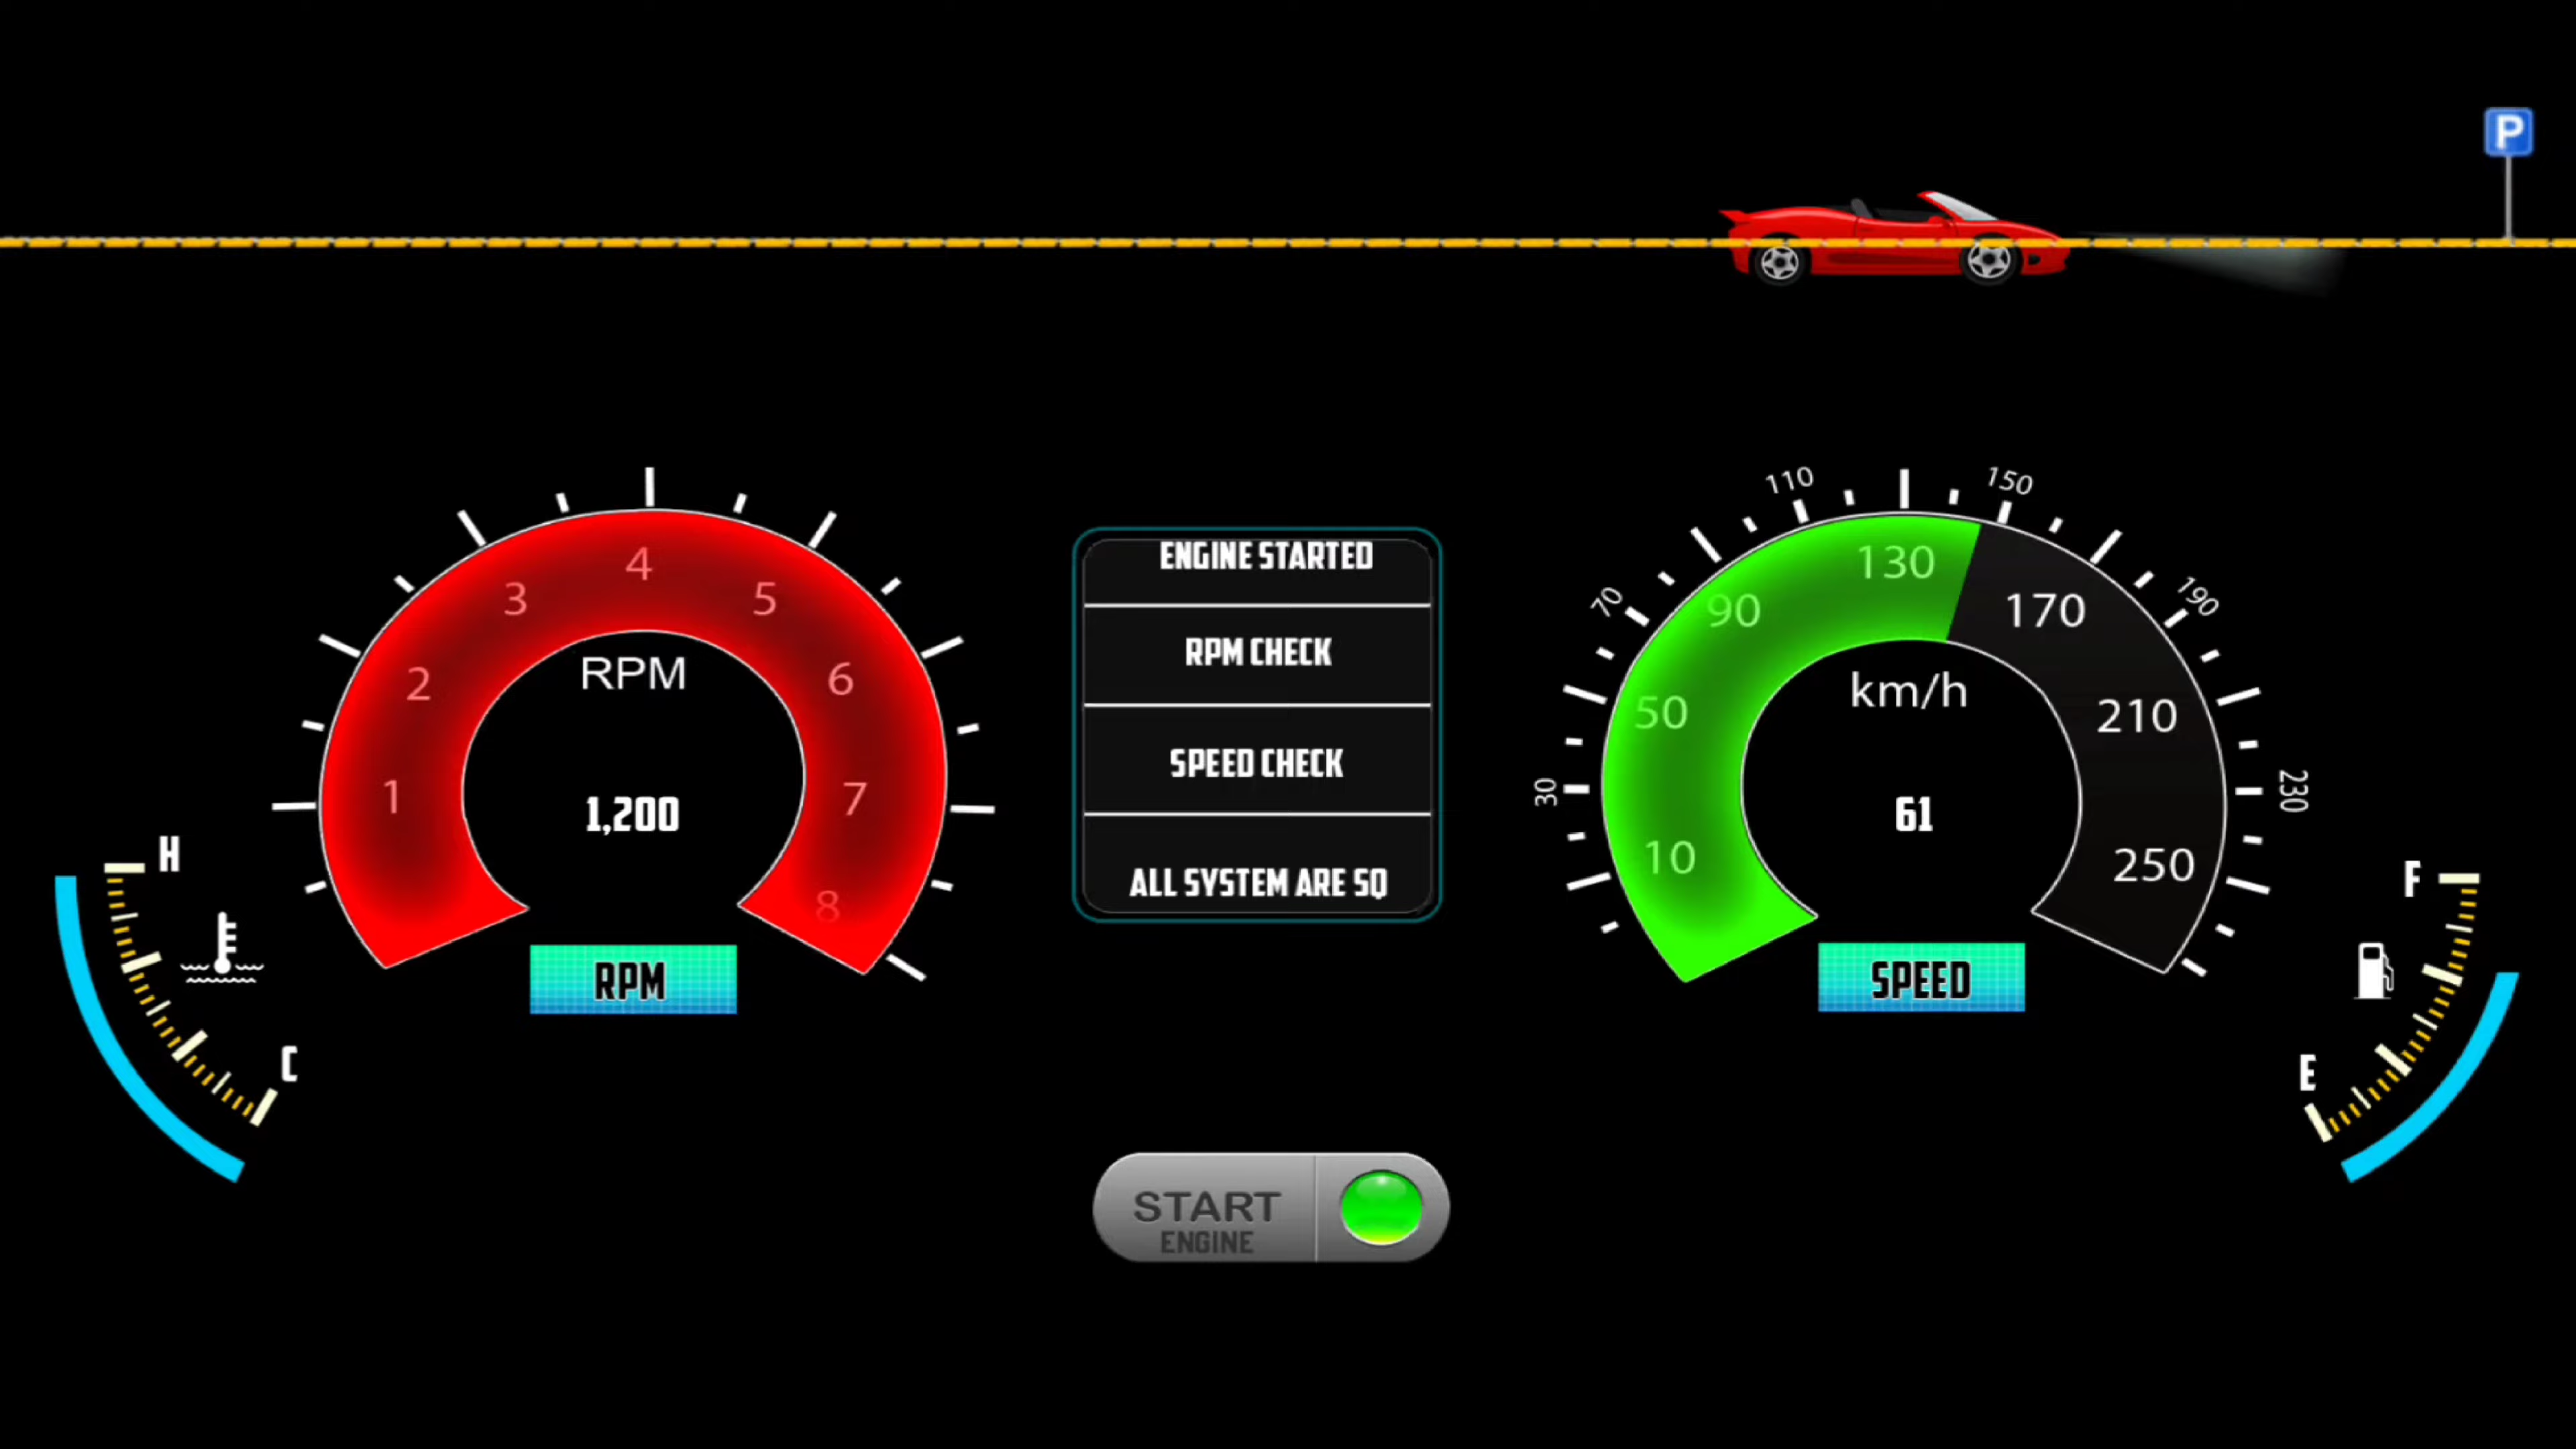 P
110
150
ENGINE STARTED
4
130
3
5
70
90
170
190
RPM CHECK
2
RPM
6
50
km/h
210
SPEED CHECK
1
1,200
7
30
61
230
H
10
250
F
ALL SYSTEM ARE SQ
8
RPM
SPEED
C
E
START
ENGINE